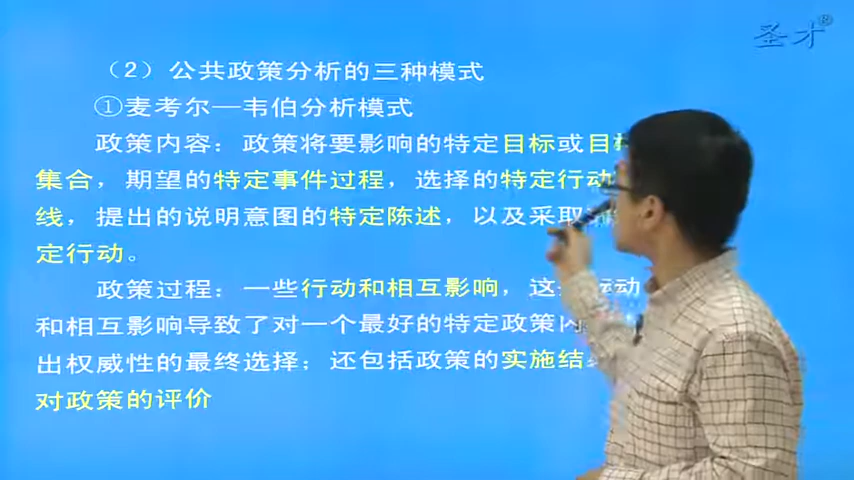 圣才®
（2）公共政策分析的三种模式
①麦考尔—韦伯分析模式
政策内容：政策将要影响的特定目标或目标
集合，期望的特定事件过程，选择的特定行动
线，提出的说明意图的特定陈述，以及采取
定行动。
政策过程：一些行动和相互影响，这些行动
和相互影响导致了对一个最好的特定政策内
出权威性的最终选择；还包括政策的实施结
对政策的评价